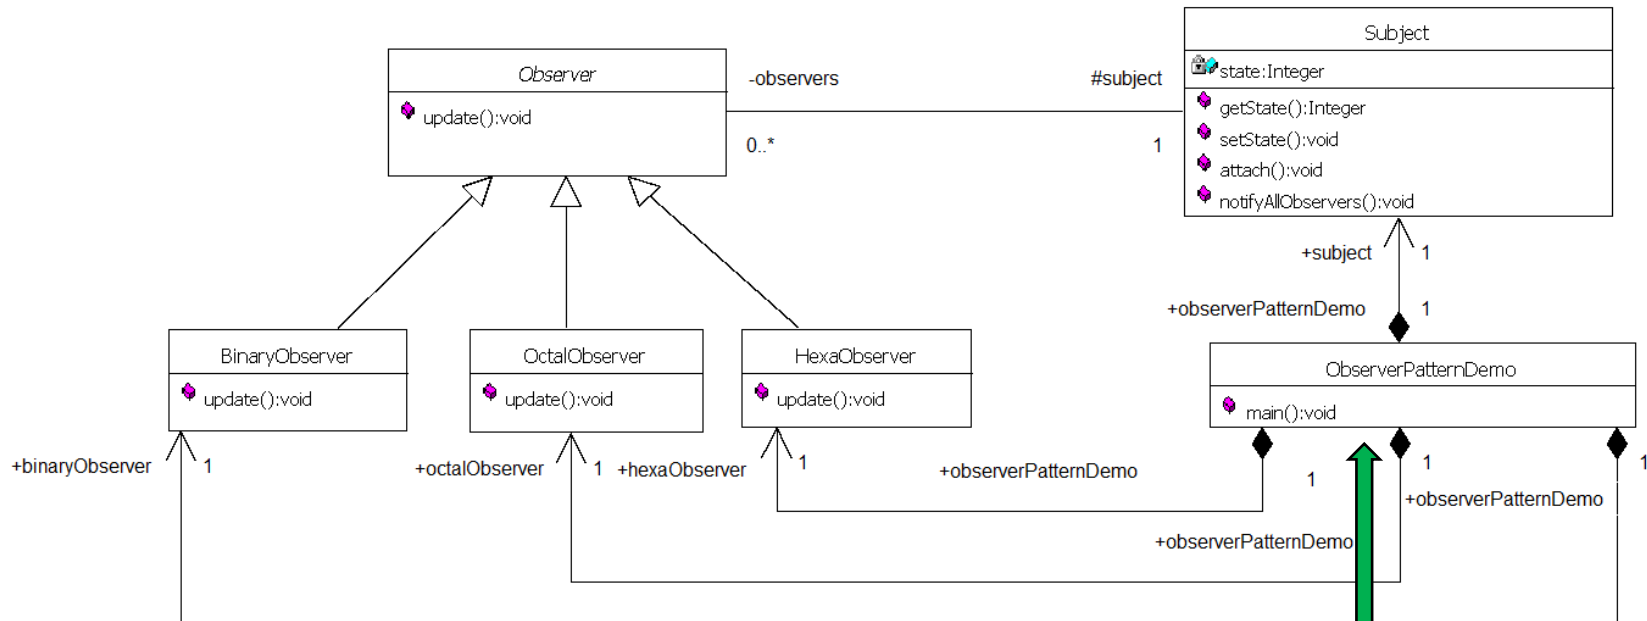 Subject
state:Integer
getState():Integer
setState():void
attach():void
notifyAllObservers():void
Observer
update():void
-observers
#subject
0..*
1
+subject
1
+observerPatternDemo
1
BinaryObserver
update():void
OctalObserver
update():void
HexaObserver
update():void
ObserverPatternDemo
main():void
+binaryObserver
1
+octalObserver
1
+hexaObserver
1
+observerPatternDemo
1
1
+observerPatternDemo
1
+observerPatternDemo